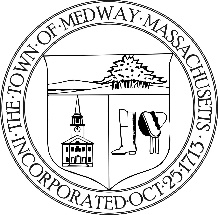 ·THE·TOWN·OF·MEDWAY·MASSACHUSETTS·
INCORPORATED·OCT·25·1713·